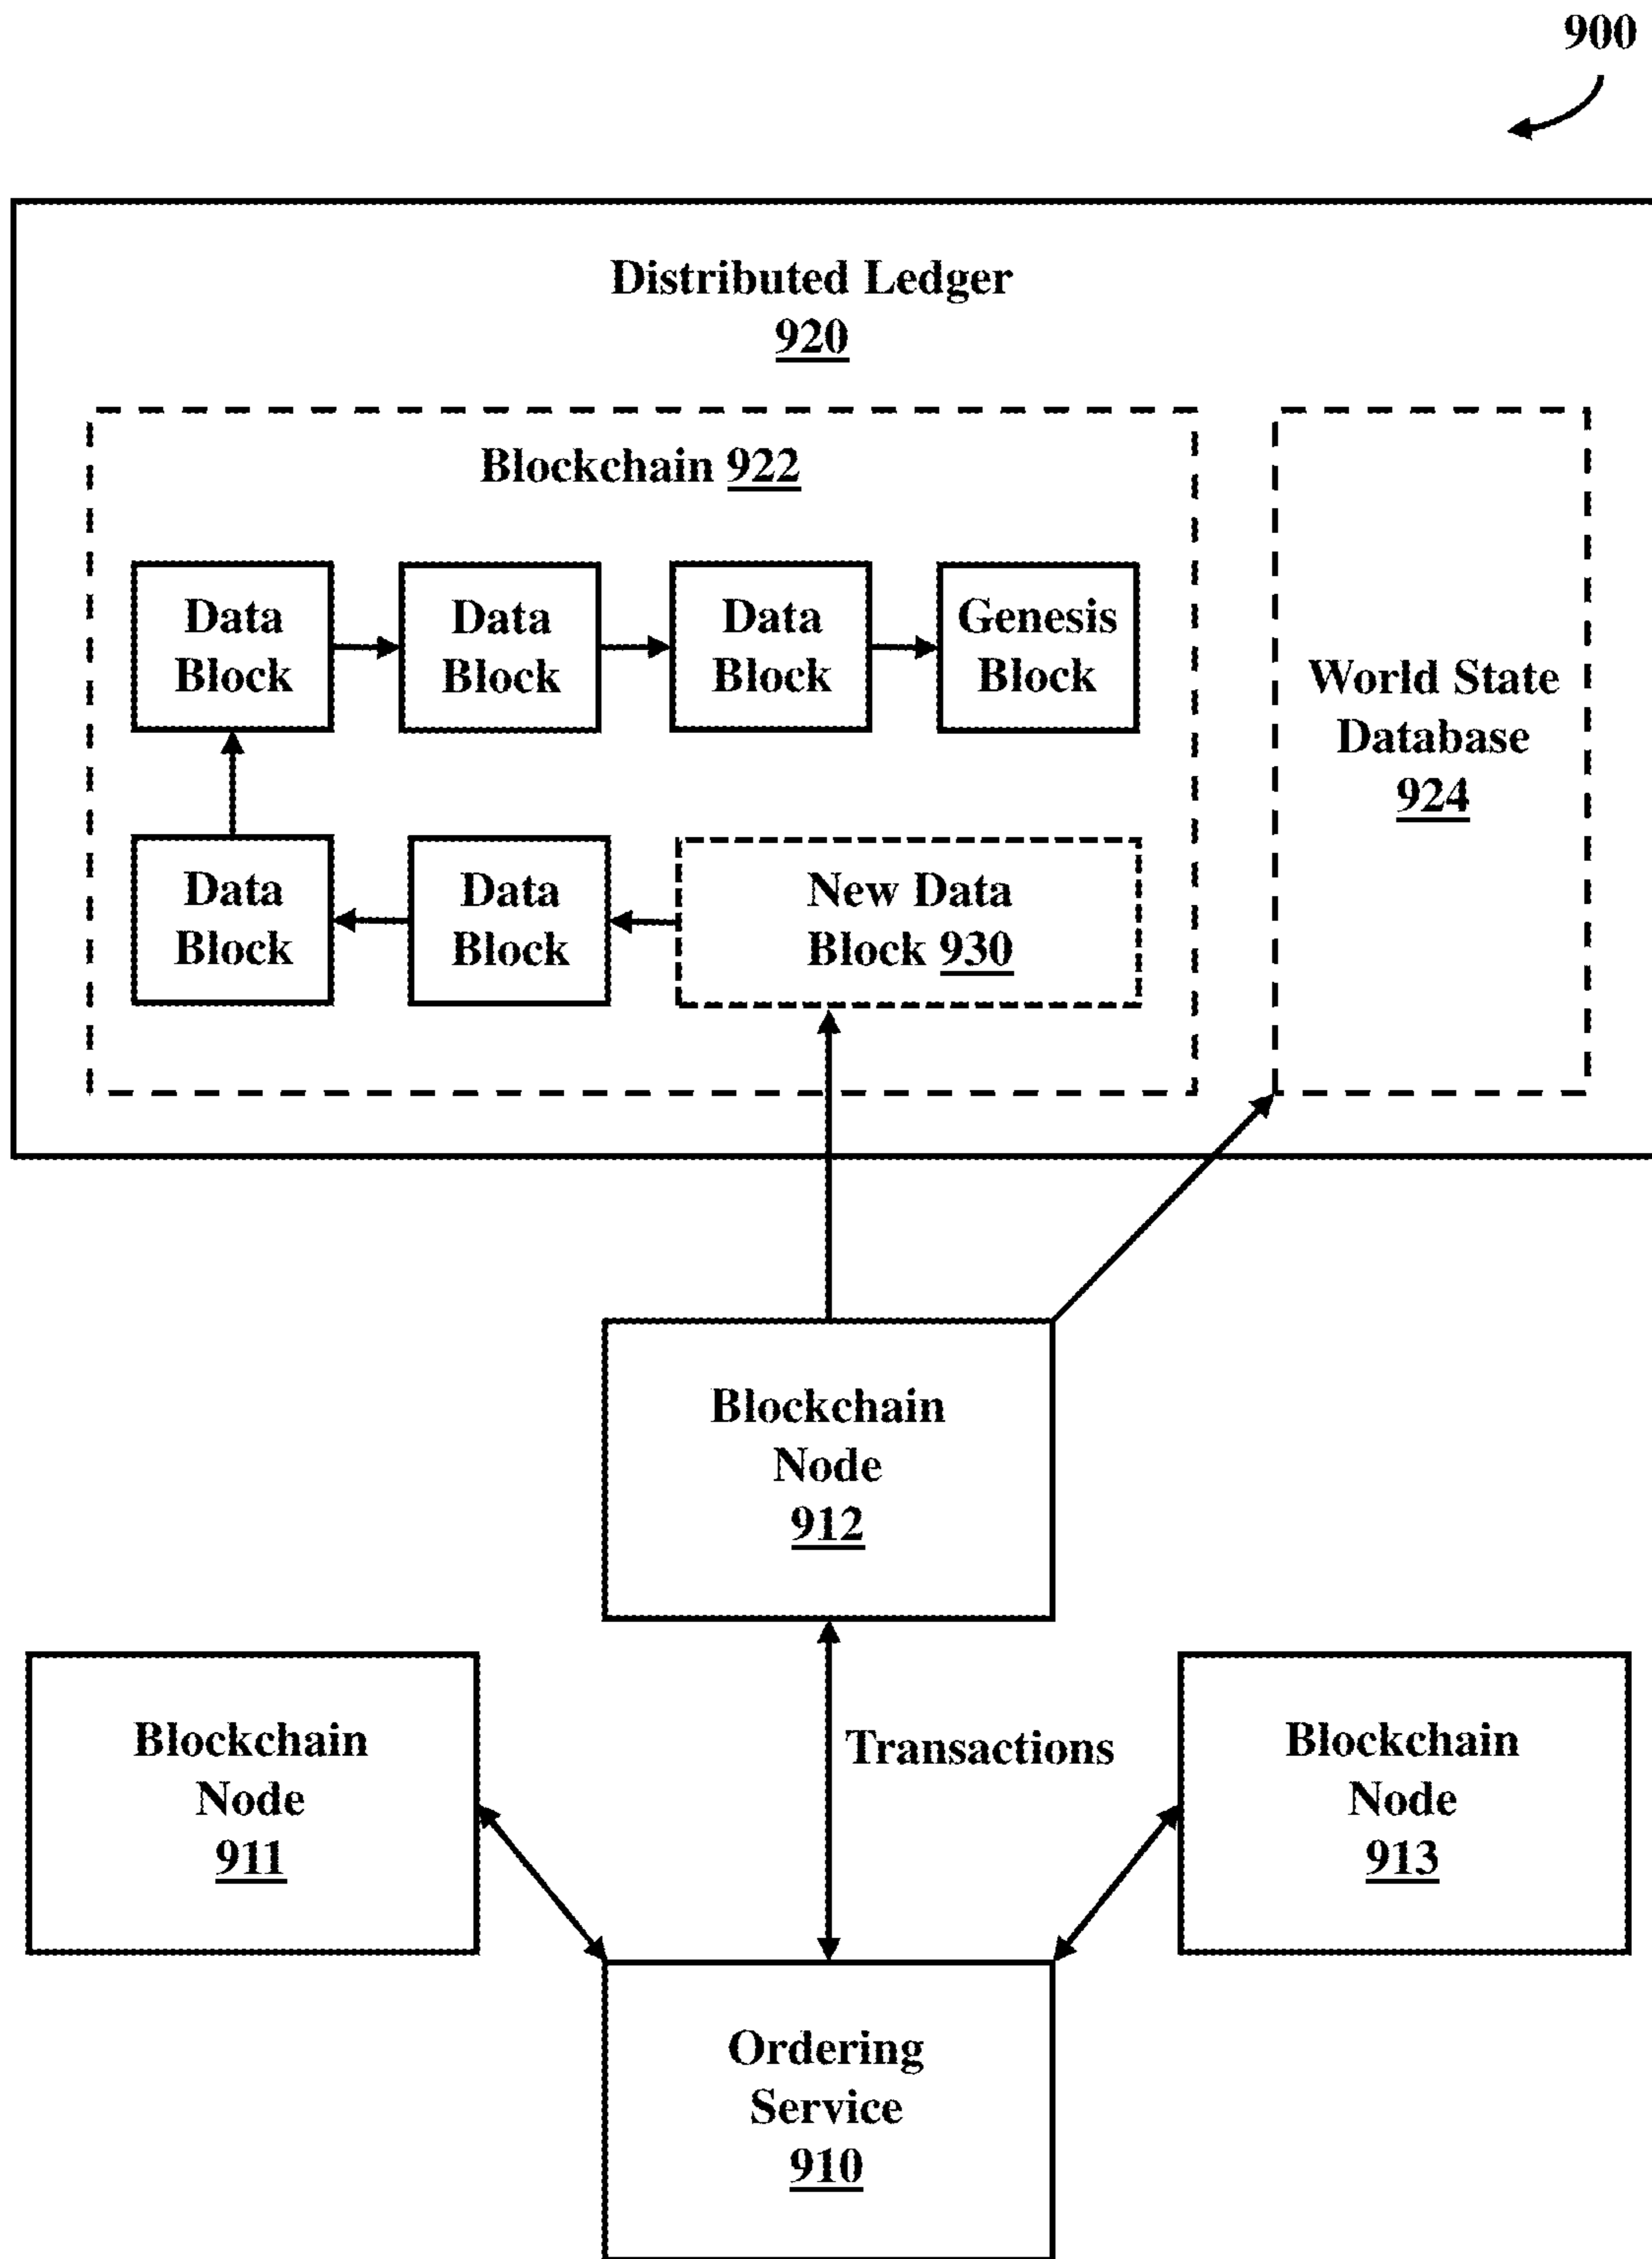 900
Distributed Ledger
920
Blockchain 922
Data
Block
Data
Block
Data
Block
Genesis
Block
World State
Database
924
Data
Block
Data
Block
New Data
Block 930
Blockchain
Node
912
Blockchain
Node
911
Transactions
Blockchain
Node
913
Ordering
Service
910